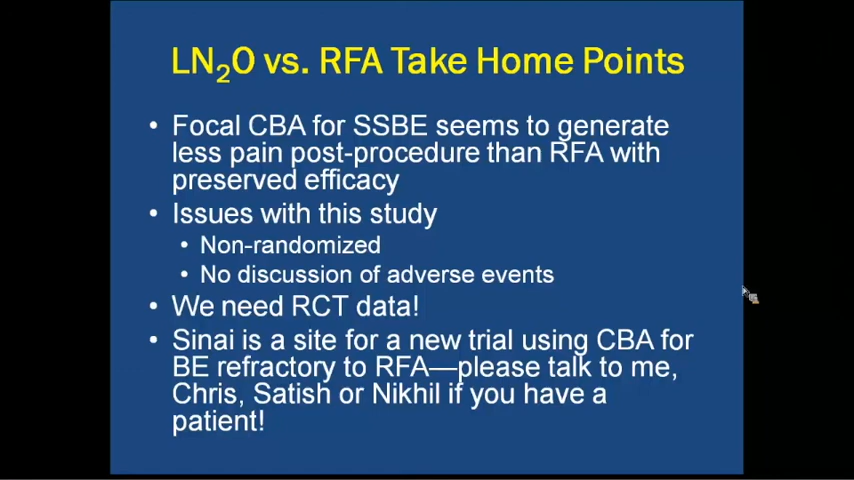 LN₂O vs. RFA Take Home Points
• Focal CBA for SSBE seems to generate
less pain post-procedure than RFA with
preserved efficacy
• Issues with this study
• Non-randomized
• No discussion of adverse events
• We need RCT data!
• Sinai is a site for a new trial using CBA for
BE refractory to RFA—please talk to me,
Chris, Satish or Nikhil if you have a
patient!